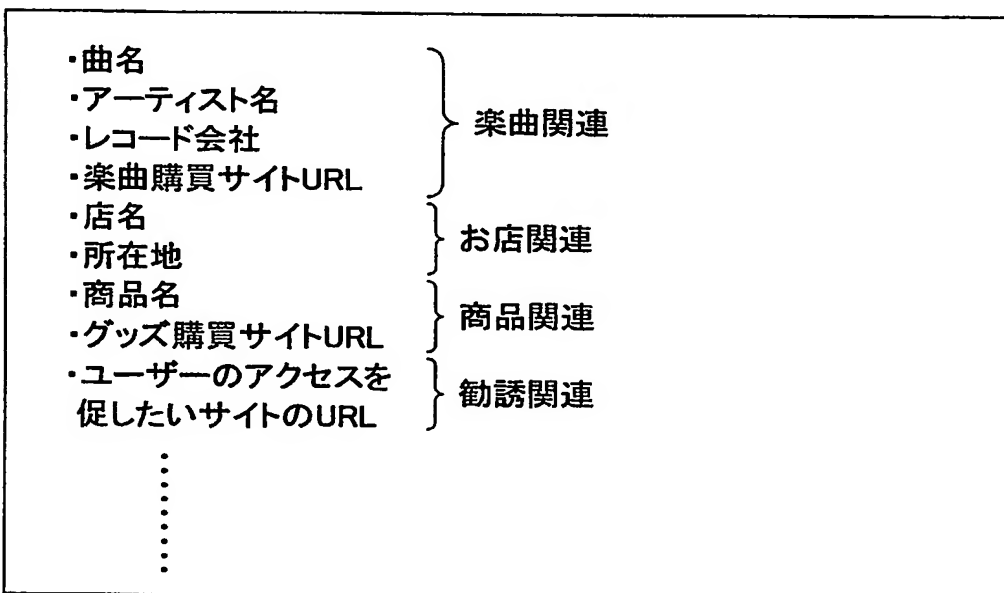 ・曲名
・アーティスト名
・レコード会社
・楽曲購買サイトURL
楽曲関連
・店名
・所在地
お店関連
・商品名
・グッズ購買サイトURL
商品関連
・ユーザーのアクセスを
促したいサイトのURL
勧誘関連